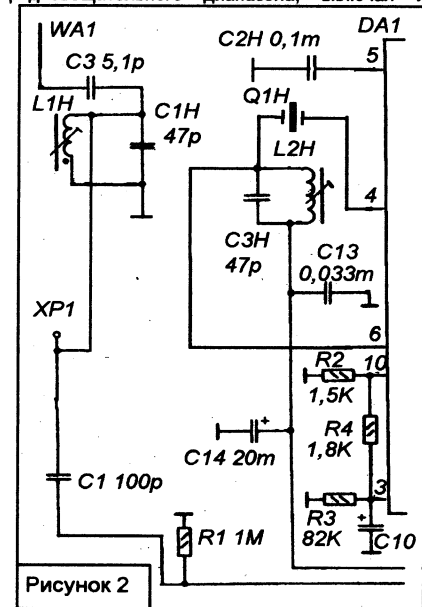 WA1
DA1
C3 5,1p
C2H 0,1m
5
Q1H
L1H
C1H
47p
L2H
4
C3H
47p
C13
0,033m
XP1
6
R2
10
1,5K
R4
1,8K
C14 20m
+
C1 100p
3
R3
82K
+
C10
R1 1M
Рисунок 2